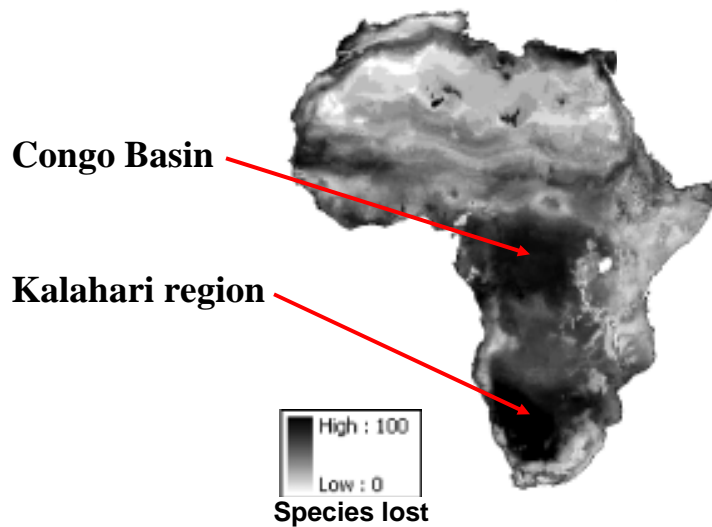 Congo Basin
Kalahari region
High : 100
Low : 0
Species lost